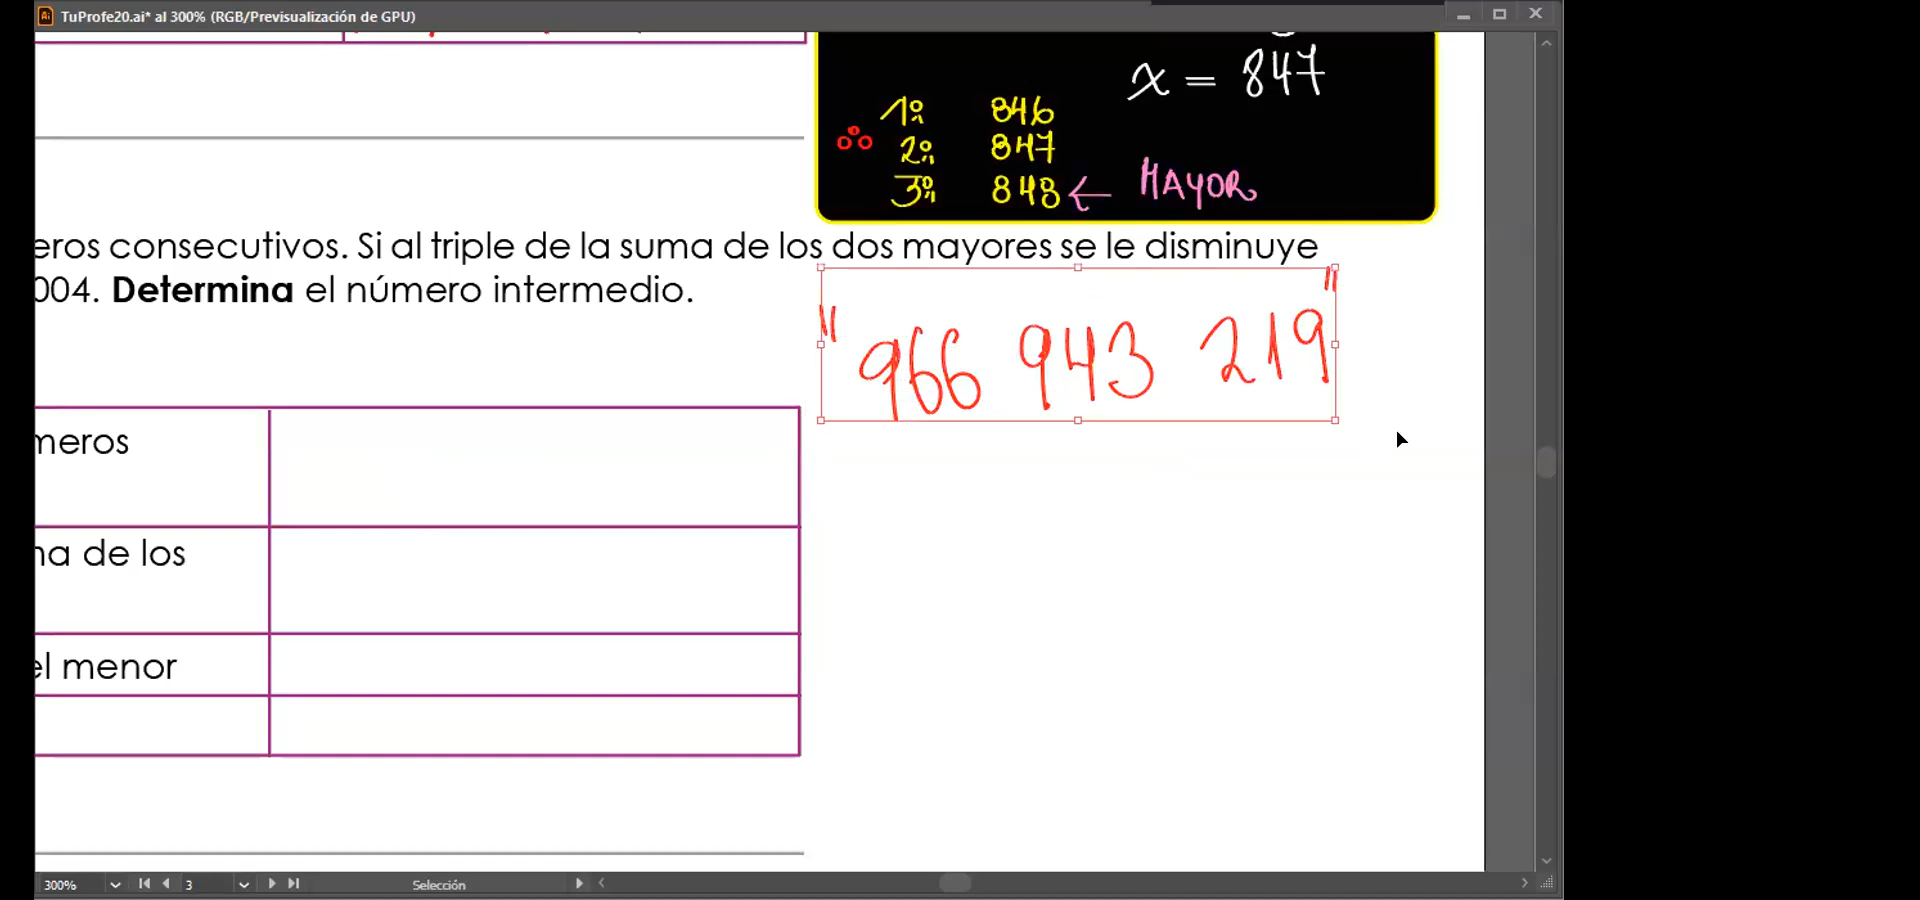 TuProfe20.ai* al 300% (RGB/Previsualización de GPU)
x = 847
1º: 846
2º: 847
3º: 848 ← MAYOR
eros consecutivos. Si al triple de la suma de los dos mayores se le disminuye
004. Determina el número intermedio.
" 966 943 219 "
meros
na de los
el menor
300%
3
Selección